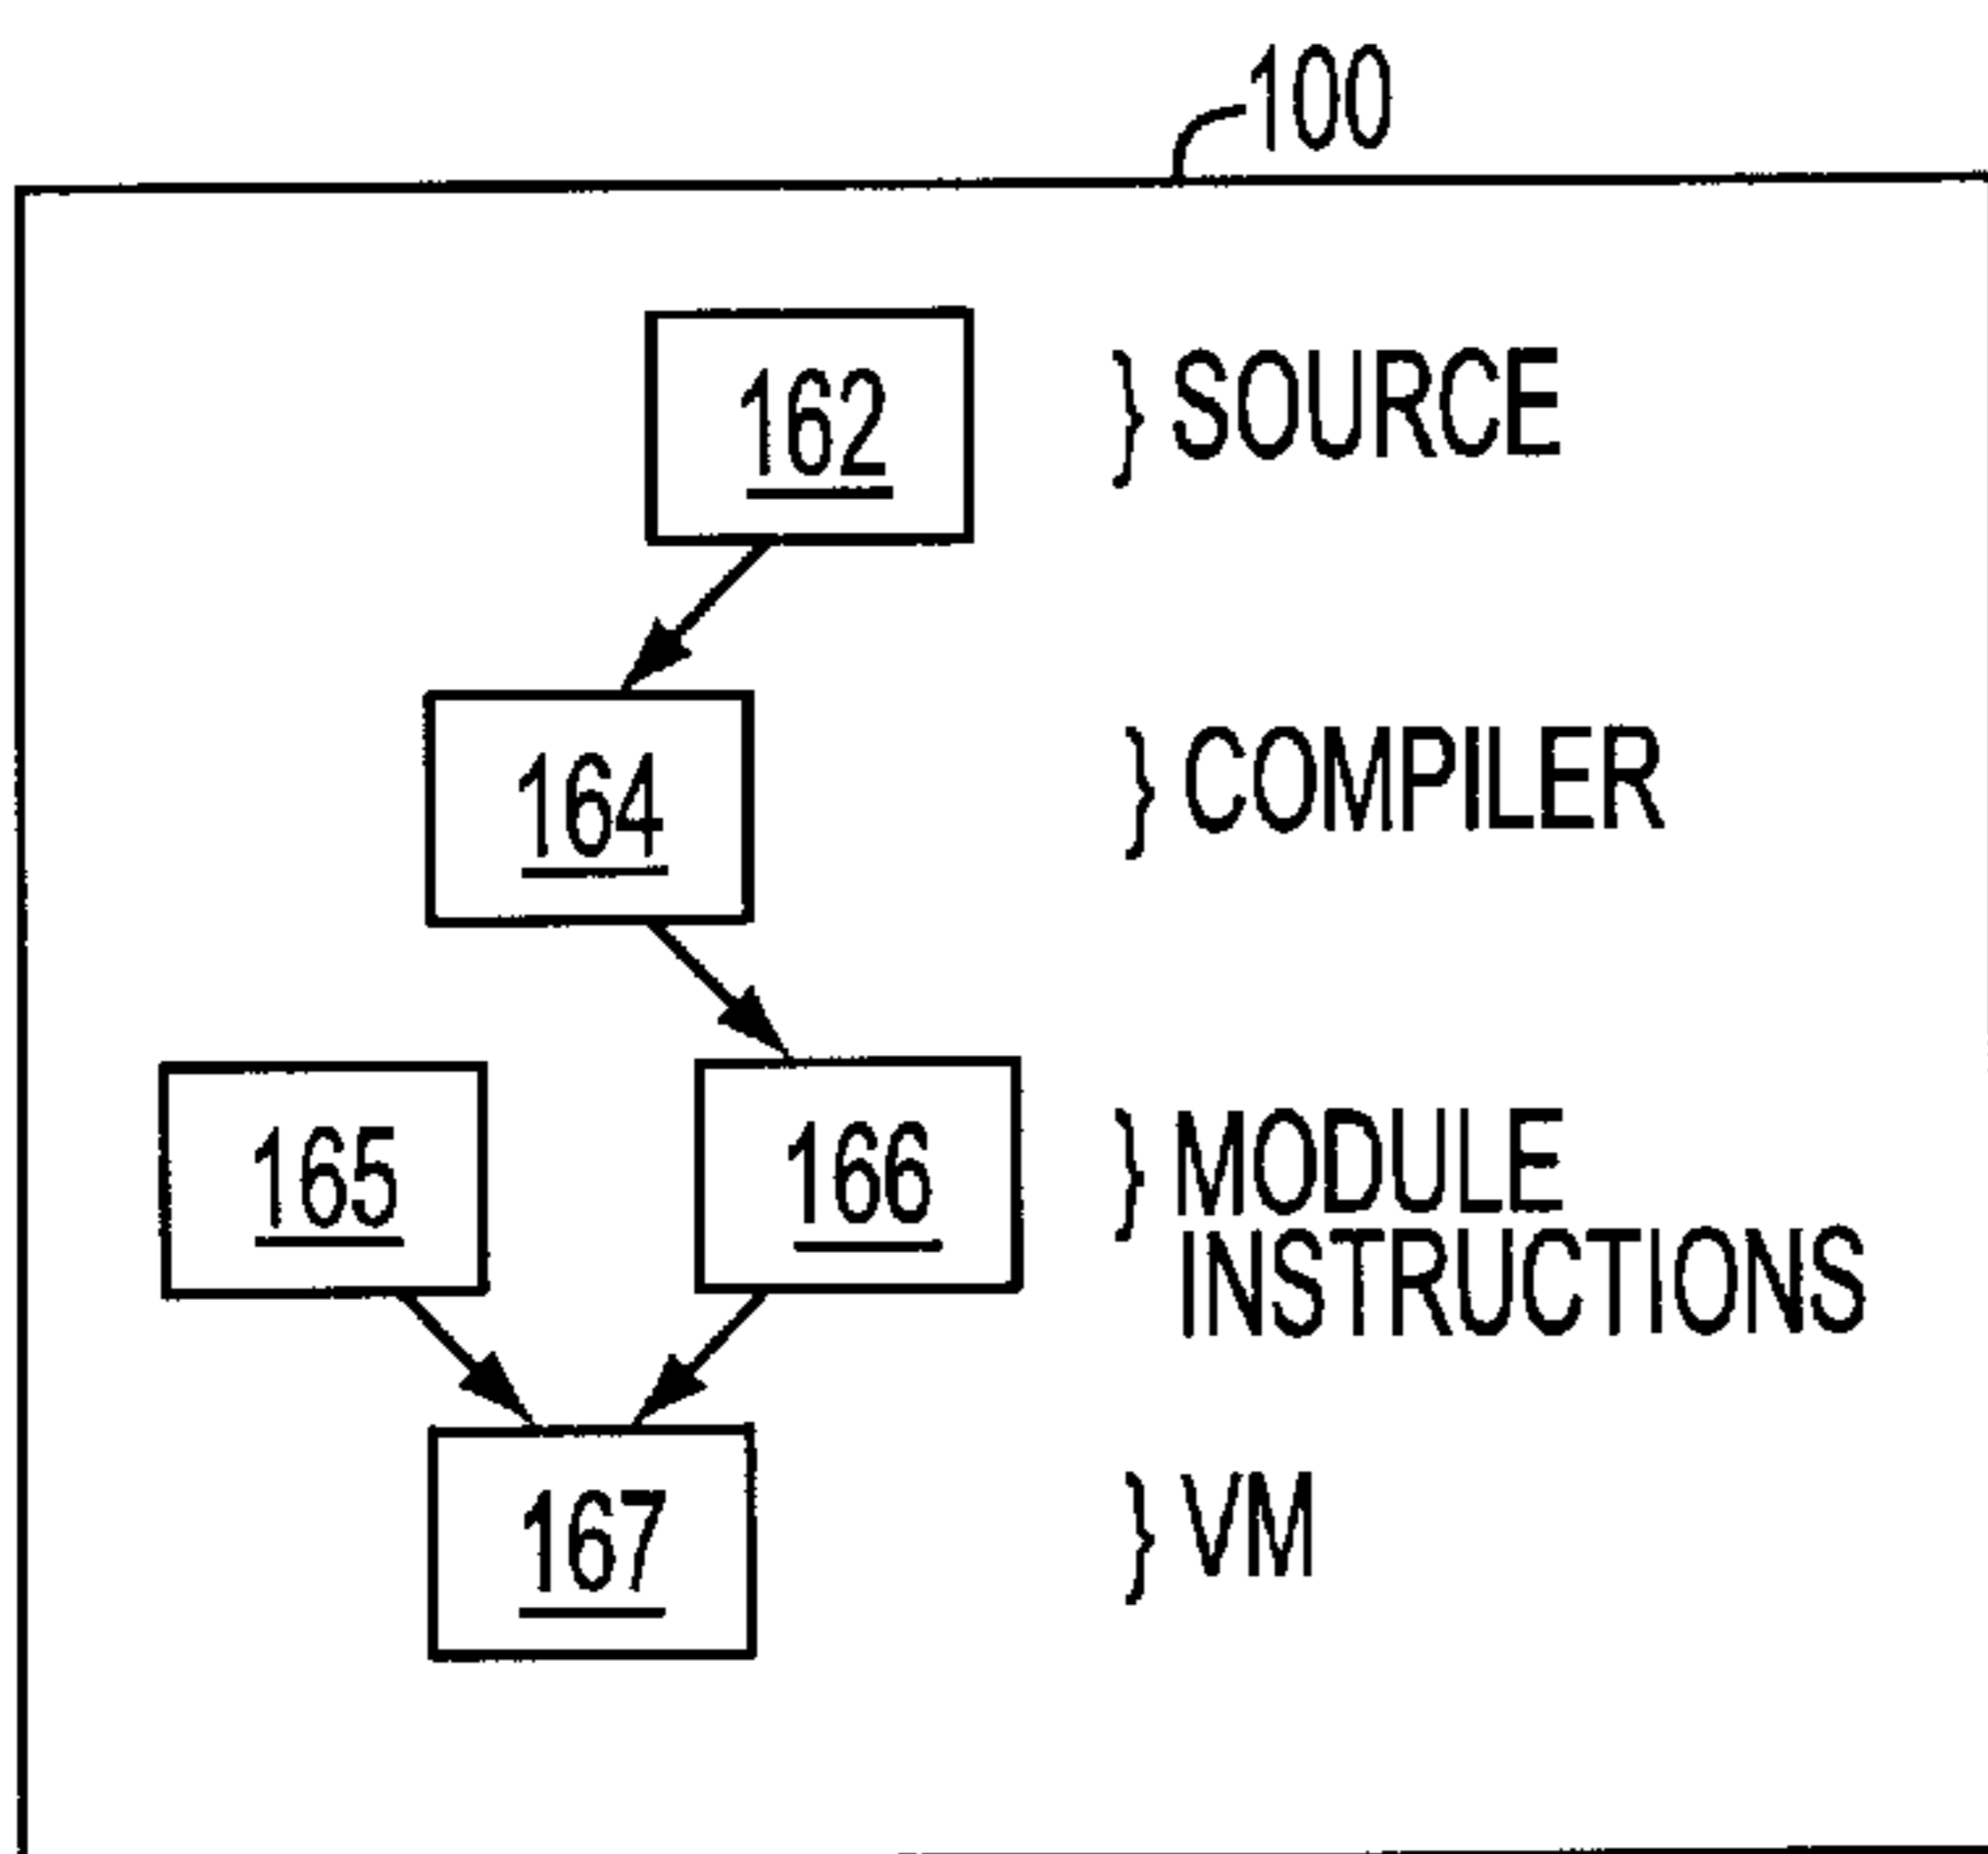 100
162
} SOURCE
164
} COMPILER
165
166
} MODULE
INSTRUCTIONS
167
} VM